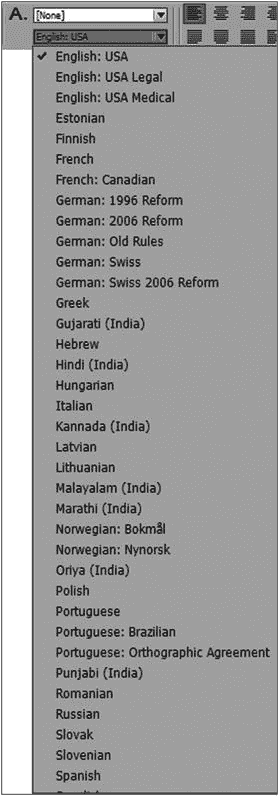 A. [None]
English: USA
English: USA
English: USA Legal
English: USA Medical
Estonian
Finnish
French
French: Canadian
German: 1996 Reform
German: 2006 Reform
German: Old Rules
German: Swiss
German: Swiss 2006 Reform
Greek
Gujarati (India)
Hebrew
Hindi (India)
Hungarian
Italian
Kannada (India)
Latvian
Lithuanian
Malayalam (India)
Marathi (India)
Norwegian: Bokmål
Norwegian: Nynorsk
Oriya (India)
Polish
Portuguese
Portuguese: Brazilian
Portuguese: Orthographic Agreement
Punjabi (India)
Romanian
Russian
Slovak
Slovenian
Spanish